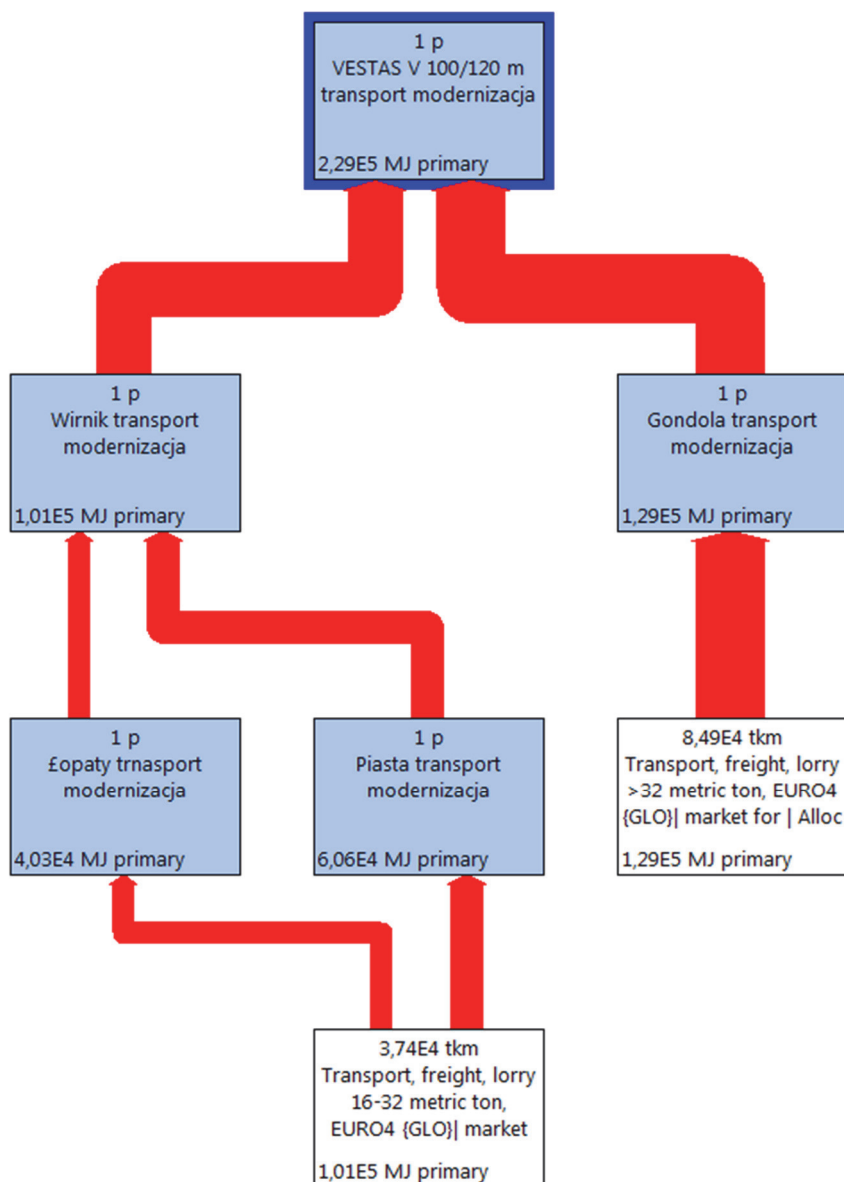 1 p
VESTAS V 100/120 m
transport modernizacja
2,29E5 MJ primary
1 p
Wirnik transport
modernizacja
1,01E5 MJ primary
1 p
Gondola transport
modernizacja
1,29E5 MJ primary
1 p
£opaty trnasport
modernizacja
4,03E4 MJ primary
1 p
Piasta transport
modernizacja
6,06E4 MJ primary
8,49E4 tkm
Transport, freight, lorry
>32 metric ton, EURO4
{GLO}| market for | Alloc
1,29E5 MJ primary
3,74E4 tkm
Transport, freight, lorry
16-32 metric ton,
EURO4 {GLO}| market
1,01E5 MJ primary